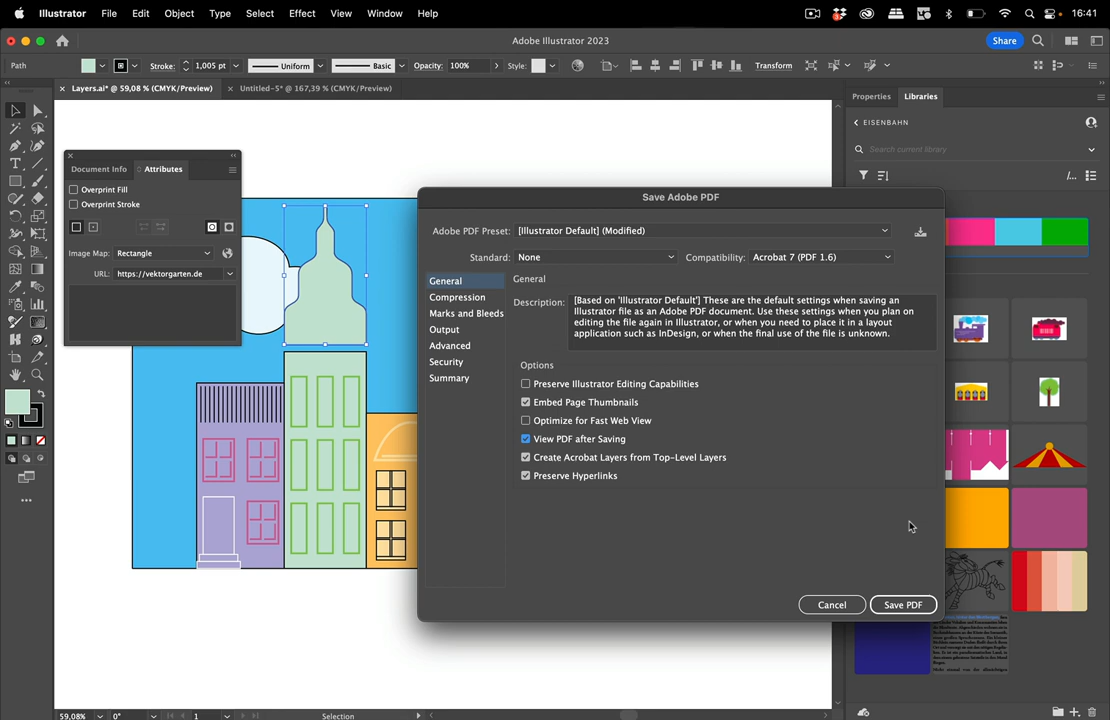 Illustrator File Edit Object Type Select Effect View Window Help 3 16:41
Adobe Illustrator 2023 Share
Path Stroke: 1,005 pt Uniform Basic Opacity: 100% Style: Transform
× Layers.ai* @ 59,08 % (CMYK/Preview) × Untitled-5* @ 167,39 % (CMYK/Preview)
Properties Libraries
EISENBAHN
Search current library
Document Info Attributes
Overprint Fill
Overprint Stroke
Image Map: Rectangle
URL: https://vektorgarten.de
Save Adobe PDF
Adobe PDF Preset: [Illustrator Default] (Modified)
Standard: None Compatibility: Acrobat 7 (PDF 1.6)
General
Compression
Marks and Bleeds
Output
Advanced
Security
Summary
General
Description: [Based on 'Illustrator Default'] These are the default settings when saving an
Illustrator file as an Adobe PDF document. Use these settings when you plan on
editing the file again in Illustrator, or when you need to place it in a layout
application such as InDesign, or when the final use of the file is unknown.
Options
Preserve Illustrator Editing Capabilities
Embed Page Thumbnails
Optimize for Fast Web View
View PDF after Saving
Create Acrobat Layers from Top-Level Layers
Preserve Hyperlinks
Cancel Save PDF
59,08% 0° 1 Selection